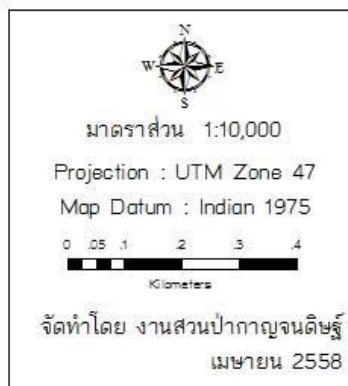 N
W E
S
มาตราส่วน 1:10,000
Projection : UTM Zone 47
Map Datum : Indian 1975
0 .05 .1 .2 .3 .4
Kilometers
จัดทำโดย งานสวนป่ากาญจนดิษฐ์
เมษายน 2558